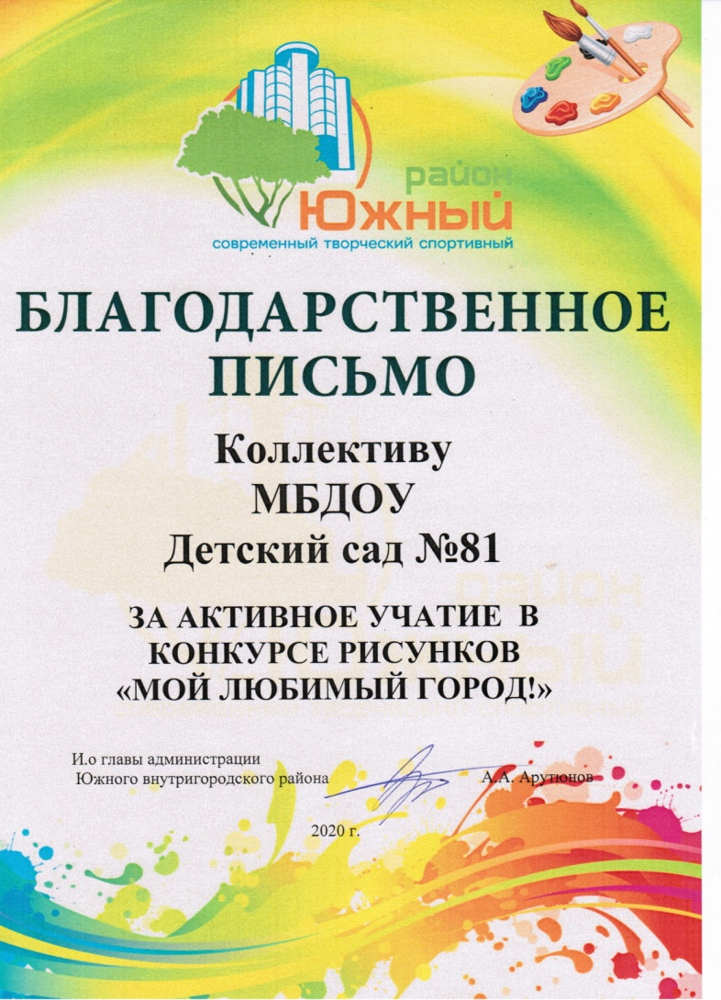 район
Южный
современный творческий спортивный
БЛАГОДАРСТВЕННОЕ
ПИСЬМО
Коллективу
МБДОУ
Детский сад №81
ЗА АКТИВНОЕ УЧАТИЕ В
КОНКУРСЕ РИСУНКОВ
«МОЙ ЛЮБИМЫЙ ГОРОД!»
И.о главы администрации
Южного внутригородского района А.А. Арутюнов
2020 г.